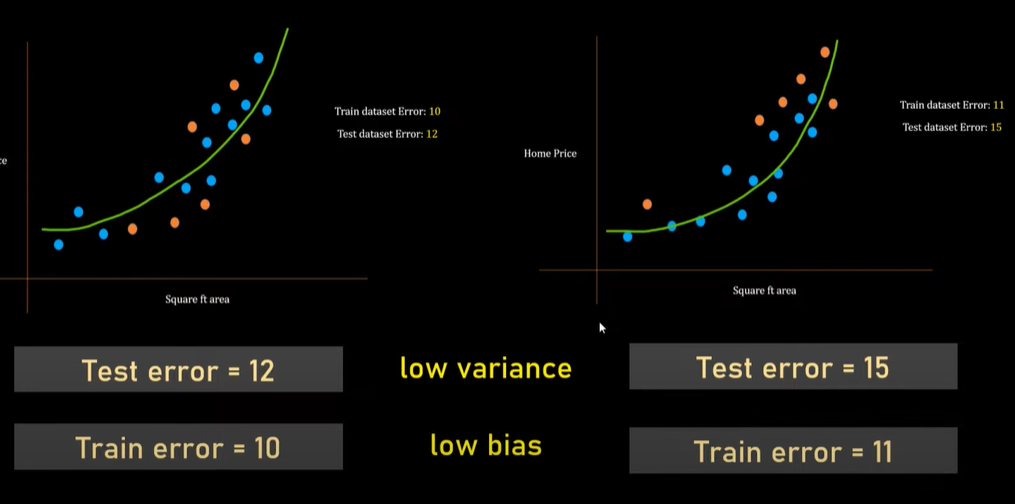 Train dataset Error: 10
Test dataset Error: 12
ce
Square ft area
Train dataset Error: 11
Test dataset Error: 15
Home Price
Square ft area
Test error = 12
low variance
Test error = 15
Train error = 10
low bias
Train error = 11